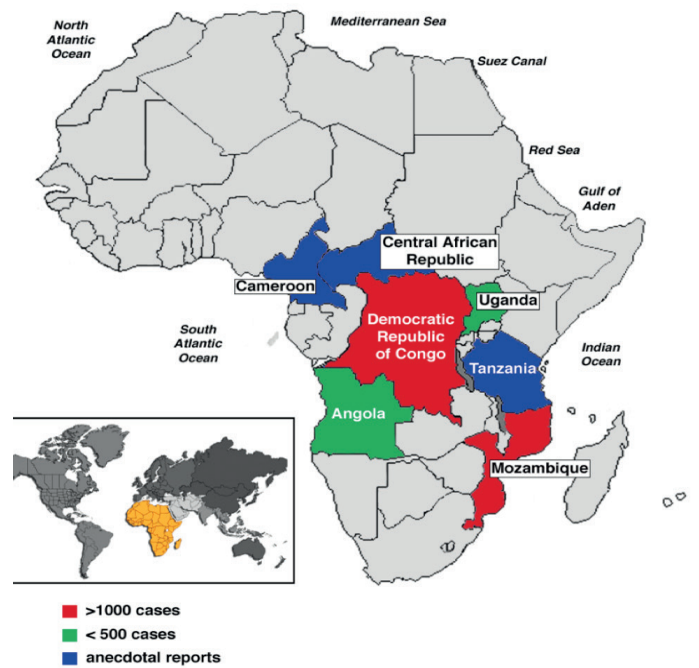 North
Atlantic
Ocean
Mediterranean Sea
Suez Canal
Red Sea
Gulf of
Aden
Central African
Republic
Cameroon
Uganda
Democratic
Republic
of Congo
South
Atlantic
Ocean
Indian
Ocean
Tanzania
Angola
Mozambique
>1000 cases
< 500 cases
anecdotal reports